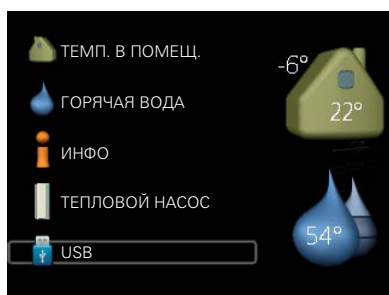 ТЕМП. В ПОМЕЩ.
ГОРЯЧАЯ ВОДА
ИНФО
ТЕПЛОВОЙ НАСОС
USB
-6°
22°
54°